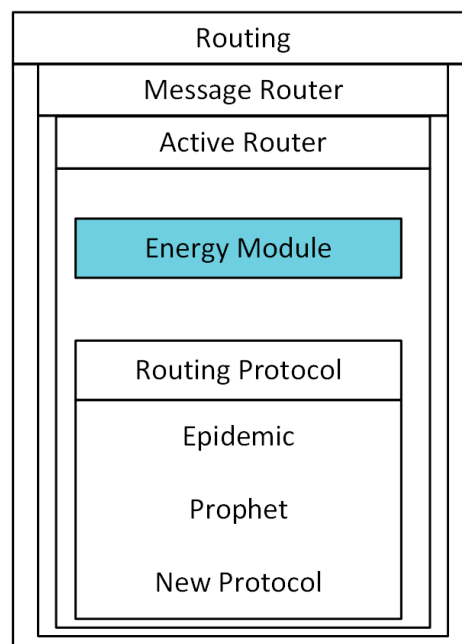 Routing
Message Router
Active Router
Energy Module
Routing Protocol
Epidemic
Prophet
New Protocol